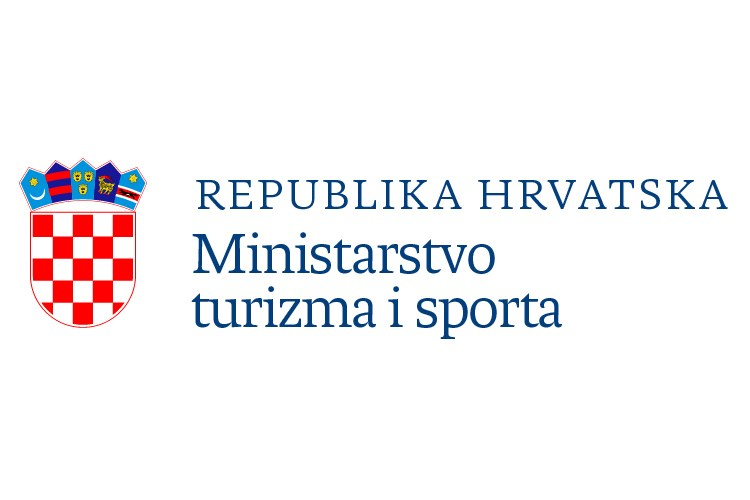 REPUBLIKA HRVATSKA
Ministarstvo
turizma i sporta